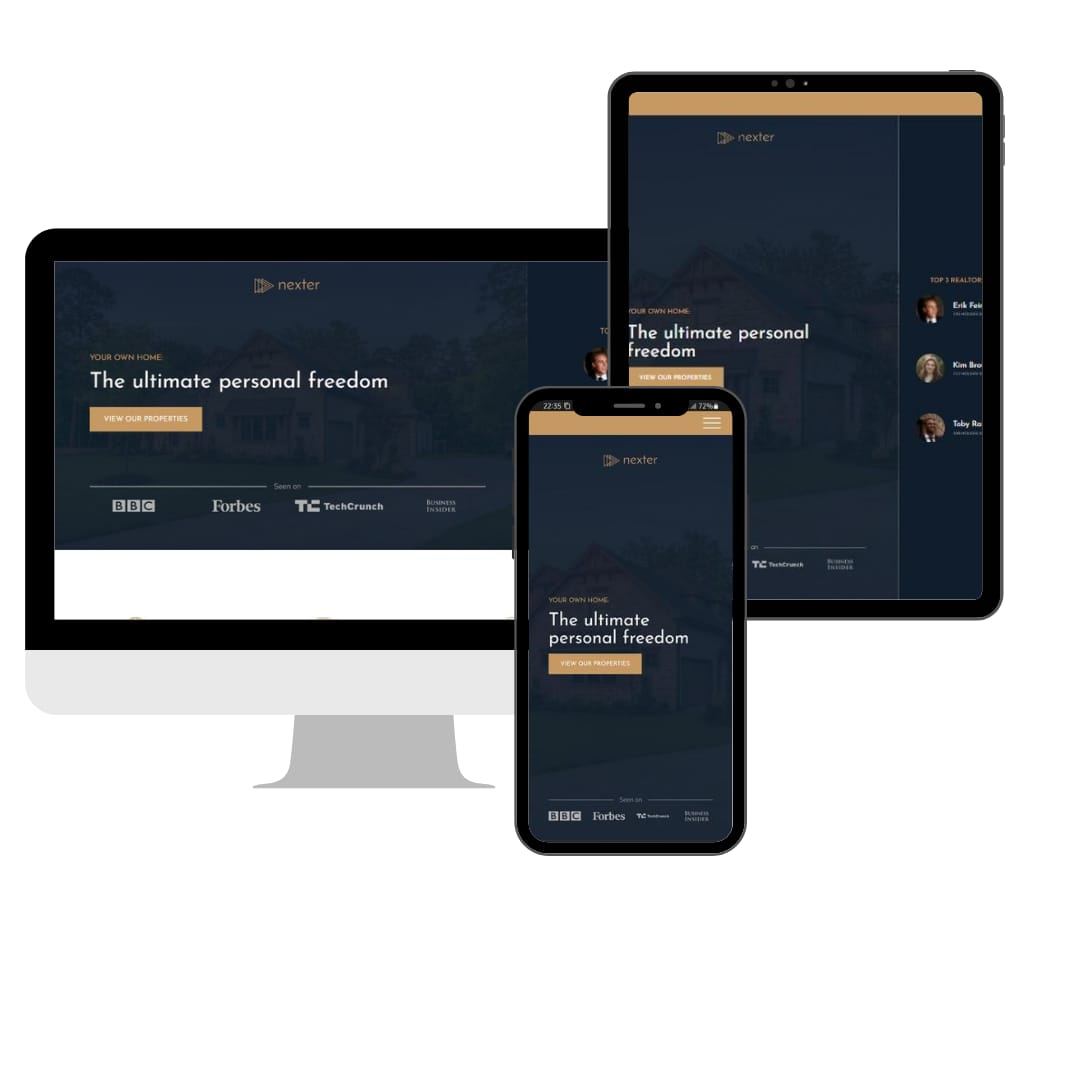 nexter
YOUR OWN HOME:
The ultimate personal freedom
VIEW OUR PROPERTIES
Seen on
BBC
Forbes
TC TechCrunch
BUSINESS
INSIDER
TO
nexter
YOUR OWN HOME:
The ultimate personal
freedom
VIEW OUR PROPERTIES
on
TC TechCrunch
BUSINESS
INSIDER
TOP 3 REALTOR
Erik Fei
Kim Bro
Toby Ra
22:35
72%
nexter
YOUR OWN HOME:
The ultimate
personal freedom
VIEW OUR PROPERTIES
Seen on
BBC
Forbes
TC TechCrunch
BUSINESS
INSIDER